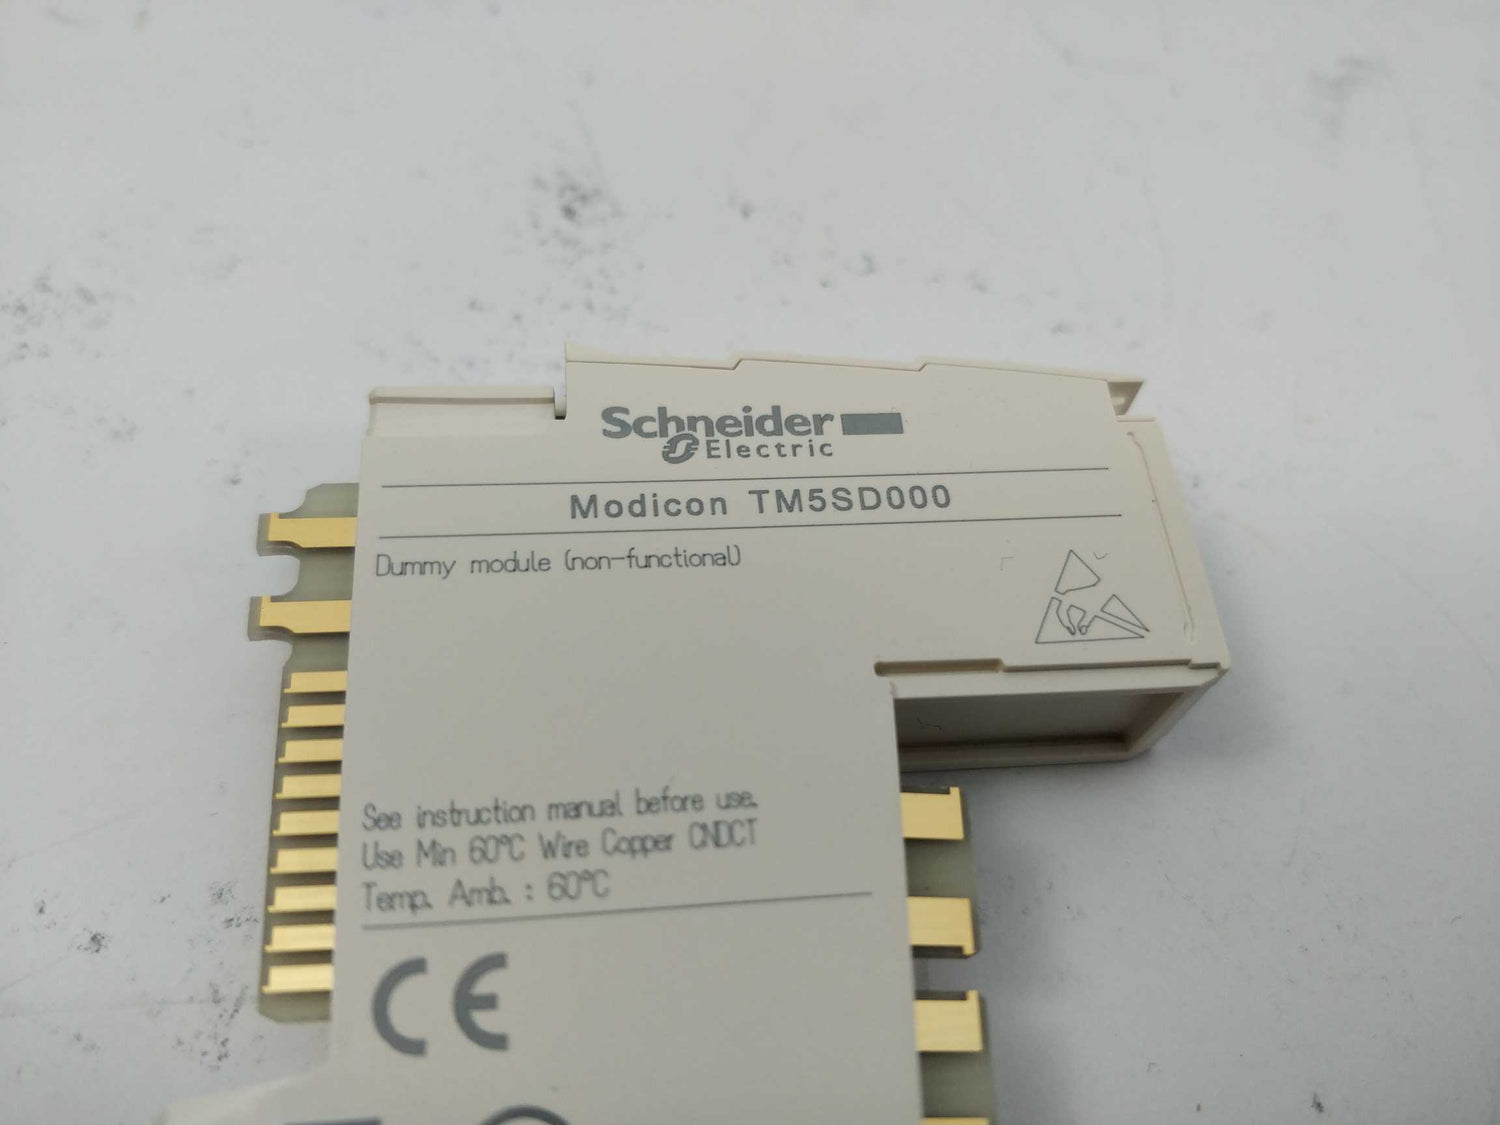 Schneider
Electric
Modicon TM5SD000
Dummy module (non-functional)
See instruction manual before use.
Use Min 60°C Wire Copper CNDCT
Temp. Amb. : 60°C
CE